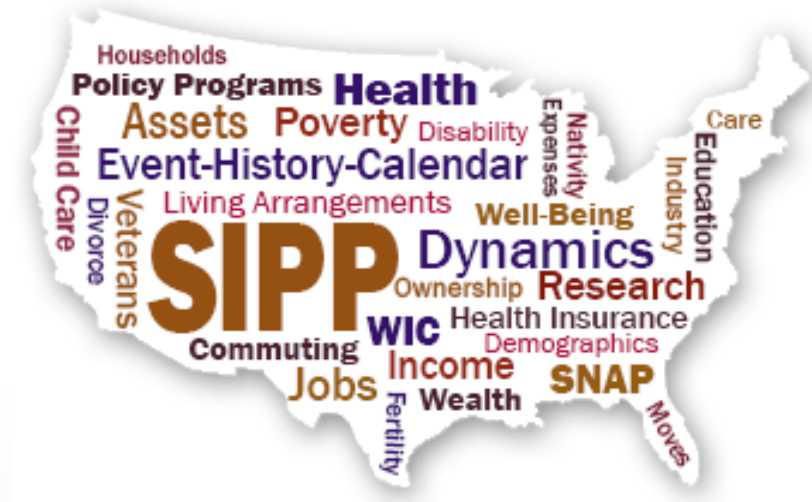 Households
Policy Programs
Health
Assets
Poverty
Disability
Expenses
Nativity
Care
Child Care
Event-History-Calendar
Education
Industry
Divorce
Veterans
Living Arrangements
Well-Being
SIPP
Dynamics
Ownership
Research
WIC
Health Insurance
Commuting
Demographics
Jobs
Income
SNAP
Fertility
Wealth
Moves